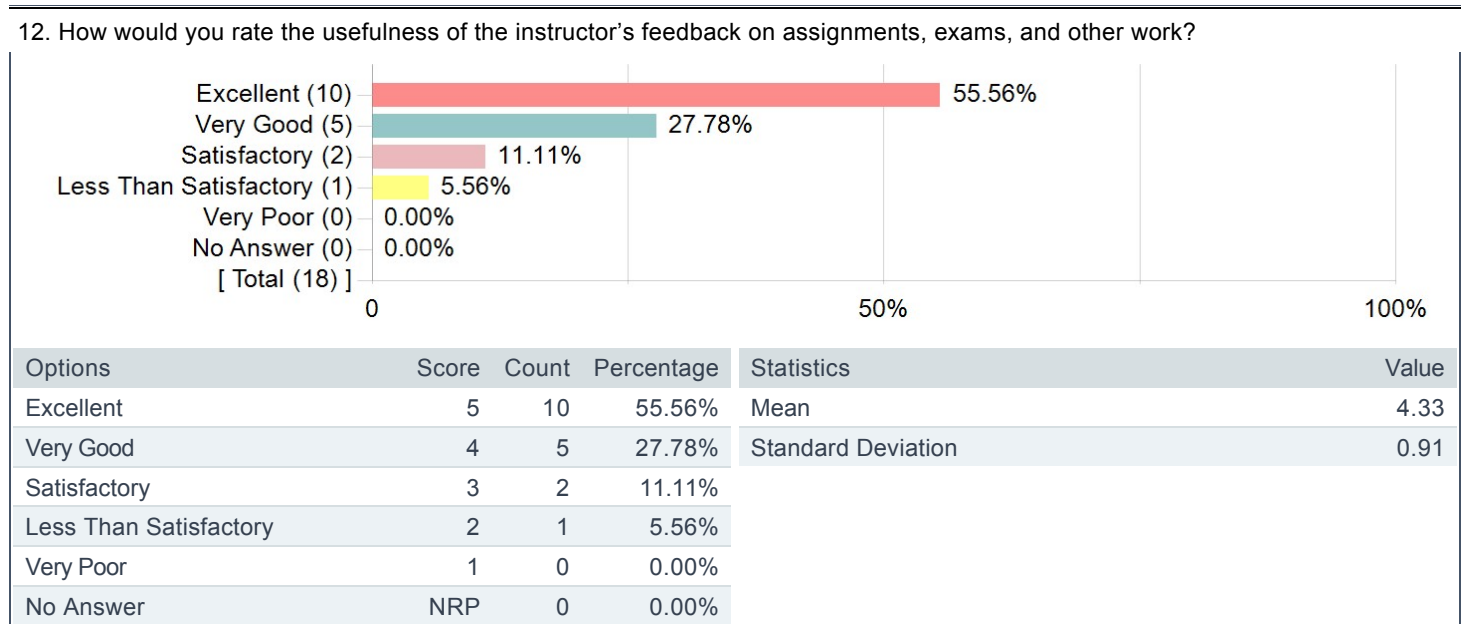 12. How would you rate the usefulness of the instructor’s feedback on assignments, exams, and other work?
Excellent (10) 55.56%
Very Good (5) 27.78%
Satisfactory (2) 11.11%
Less Than Satisfactory (1) 5.56%
Very Poor (0) 0.00%
No Answer (0) 0.00%
[ Total (18) ]
0 50% 100%
Options Score Count Percentage
Excellent 5 10 55.56%
Very Good 4 5 27.78%
Satisfactory 3 2 11.11%
Less Than Satisfactory 2 1 5.56%
Very Poor 1 0 0.00%
No Answer NRP 0 0.00%
Statistics Value
Mean 4.33
Standard Deviation 0.91